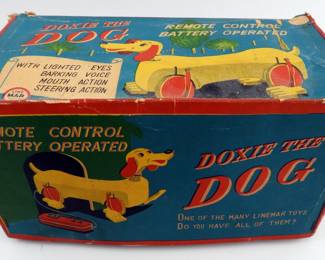 DOXIE THE
DOG
REMOTE CONTROL
BATTERY OPERATED
WITH LIGHTED EYES
BARKING VOICE
MOUTH ACTION
STEERING ACTION
MAR
MOTE CONTROL
TTERY OPERATED
DOXIE THE
DOG
ONE OF THE MANY LINEMAR TOYS
DO YOU HAVE ALL OF THEM?